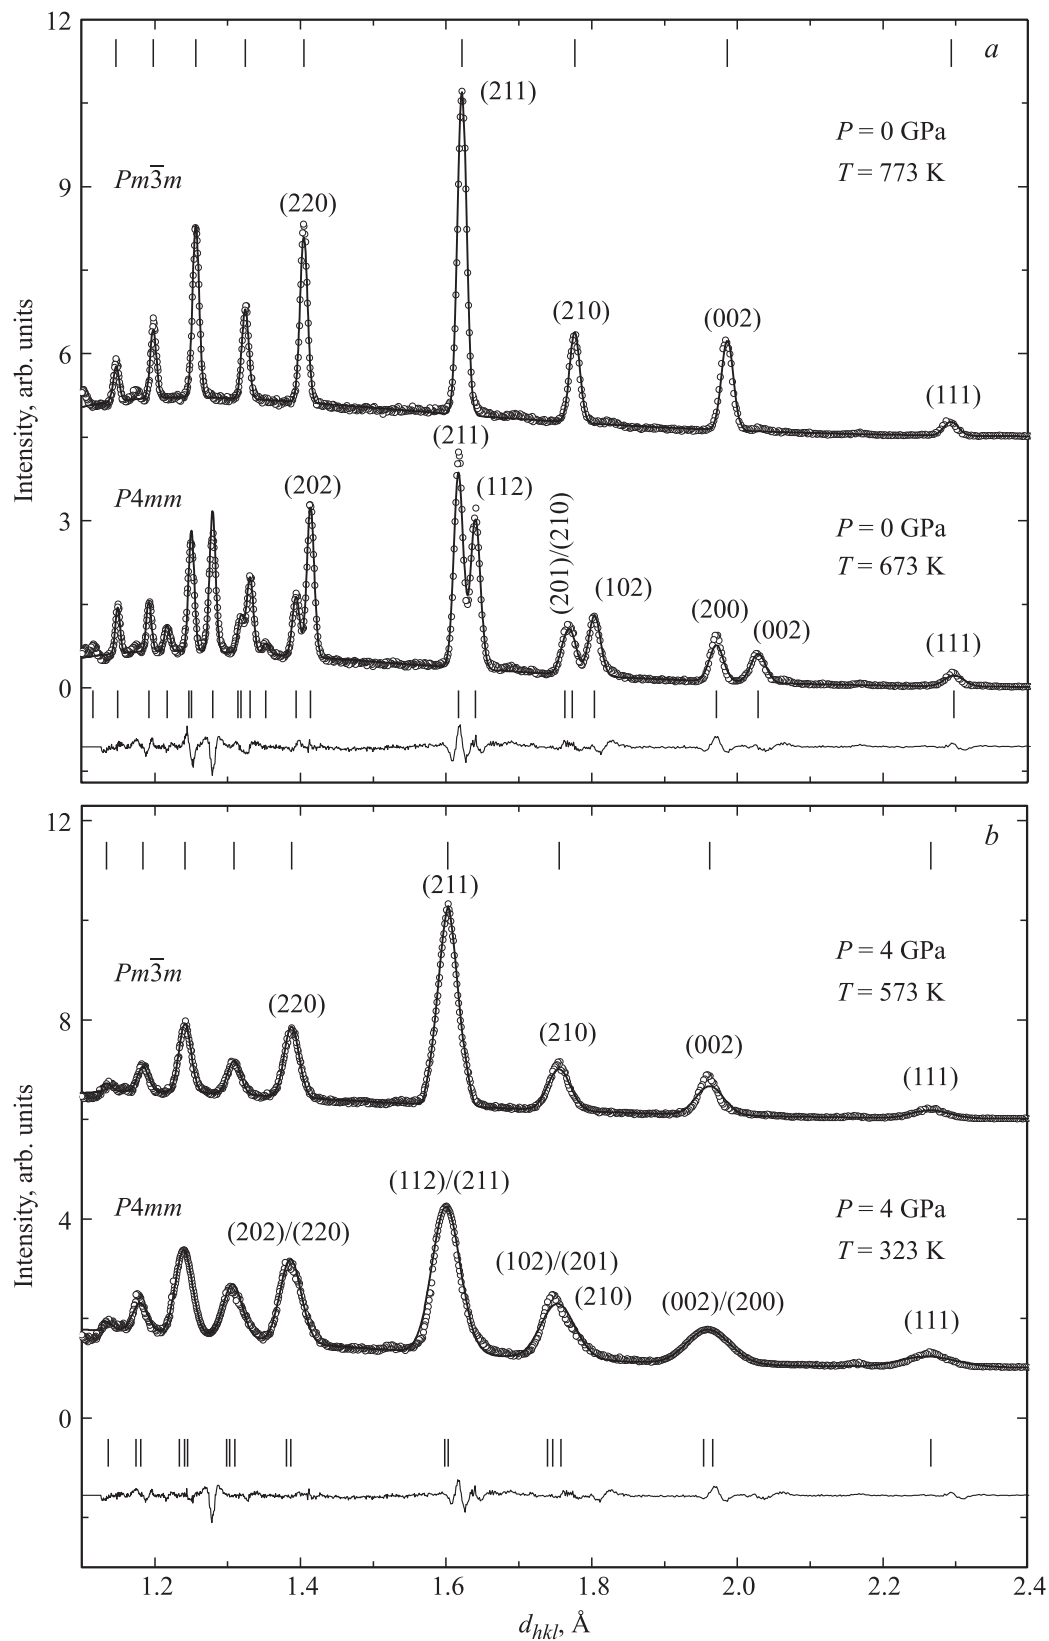 12
a
(211)
P = 0 GPa
Pm3̅m
T = 773 K
9
(220)
(210)
(002)
6
(111)
(211)
P4mm
(202)
(112)
(201)/(210)
P = 0 GPa
3
T = 673 K
(102)
(200)
(002)
(111)
0
Intensity, arb. units
12
b
(211)
P = 4 GPa
Pm3̅m
T = 573 K
(220)
8
(210)
(002)
(111)
(112)/(211)
P4mm
P = 4 GPa
4
(202)/(220)
T = 323 K
(102)/(201)
(210)
(002)/(200)
(111)
0
Intensity, arb. units
1.2 1.4 1.6 1.8 2.0 2.2 2.4
dhkl, Å